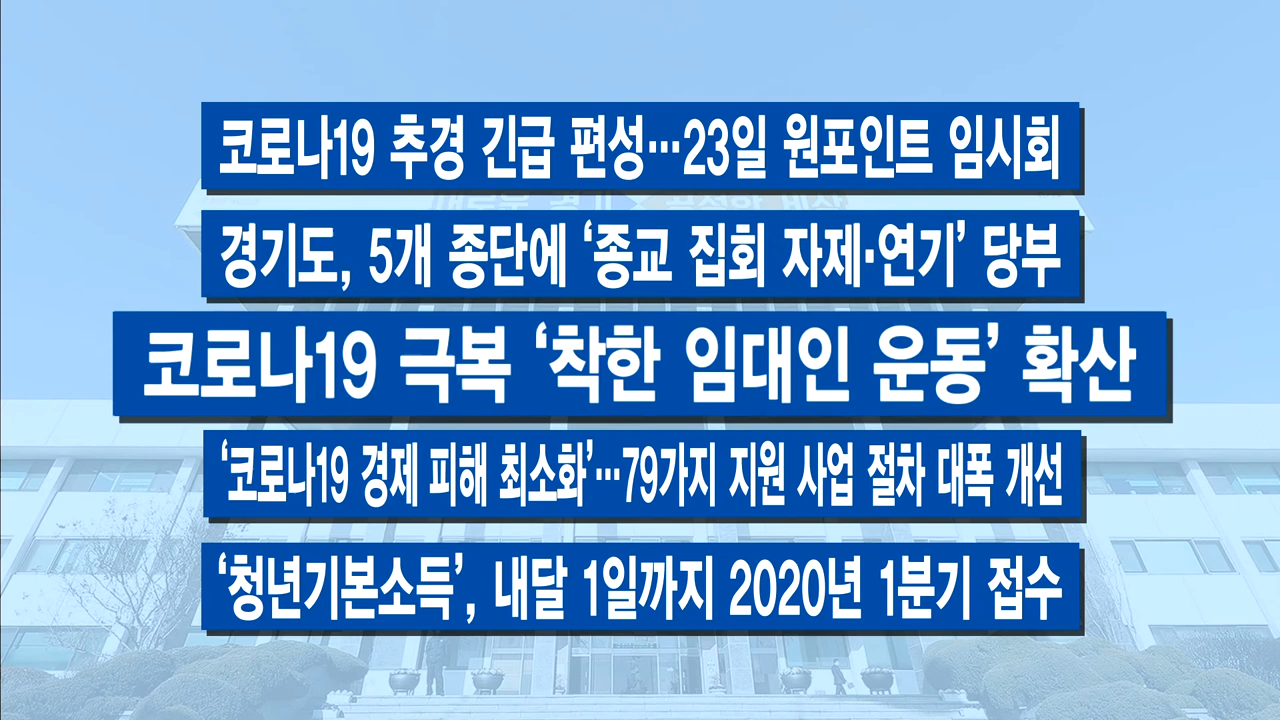 코로나19 추경 긴급 편성…23일 원포인트 임시회
경기도, 5개 종단에 ‘종교 집회 자제·연기’ 당부
코로나19 극복 ‘착한 임대인 운동’ 확산
‘코로나19 경제 피해 최소화’…79가지 지원 사업 절차 대폭 개선
‘청년기본소득’, 내달 1일까지 2020년 1분기 접수